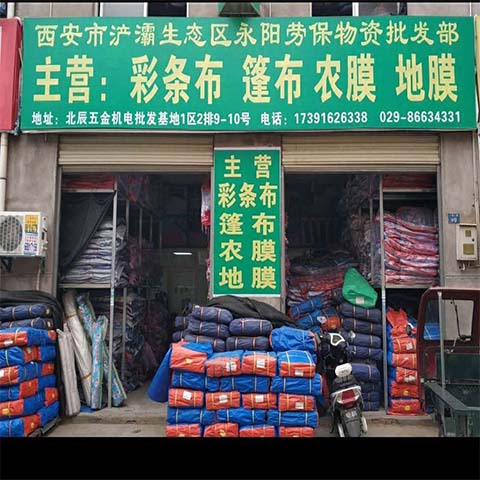 西安市浐灞生态区永阳劳保物资批发部
主营：彩条布 篷布 农膜 地膜
地址：北辰五金机电批发基地1区2排9-10号 电话：17391626338 029-86634331
主营
彩条布
篷布
农膜
地膜